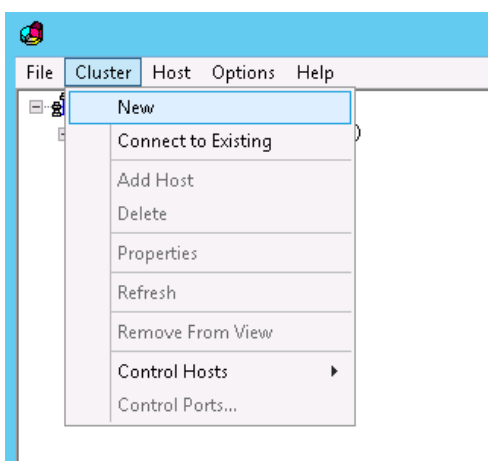 File Cluster Host Options Help
New
Connect to Existing
Add Host
Delete
Properties
Refresh
Remove From View
Control Hosts
Control Ports...